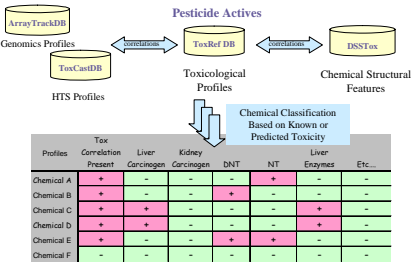 Pesticide Actives
ArrayTrackDB
Genomics Profiles
correlations
ToxRef DB
correlations
DSSTox
ToxCastDB
HTS Profiles
Toxicological
Profiles
Chemical Structural
Features
Chemical Classification
Based on Known or
Predicted Toxicity
Profiles Tox Correlation Present Liver Carcinogen Kidney Carcinogen DNT NT Liver Enzymes Etc...
Chemical A + - - - + - -
Chemical B + - - + - - -
Chemical C + + - - - + -
Chemical D + + - - - + -
Chemical E + - - + + - -
Chemical F - - - - - - -